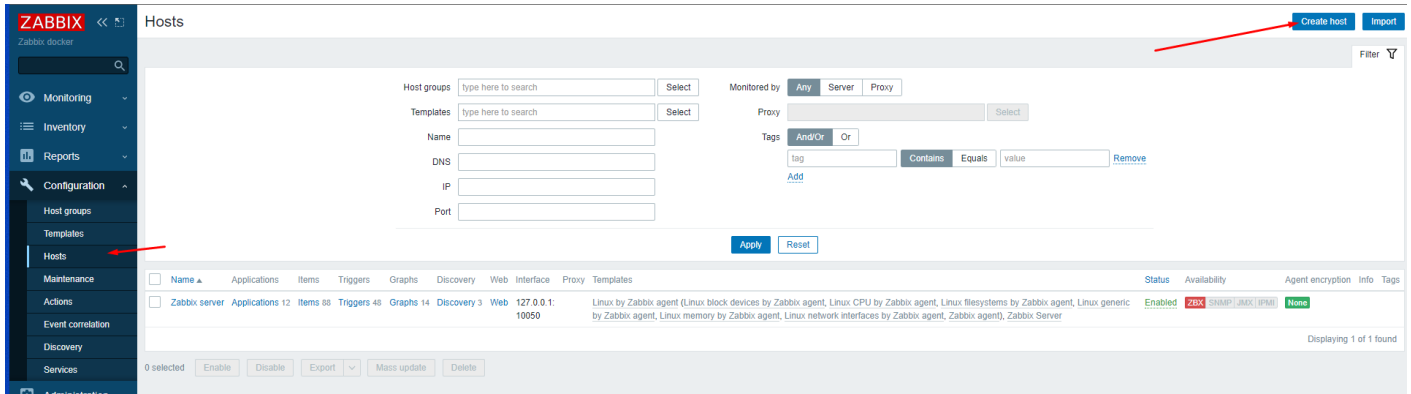 ZABBIX
Zabbix docker
Monitoring
Inventory
Reports
Configuration
Host groups
Templates
Hosts
Maintenance
Actions
Event correlation
Discovery
Services
Administration
Hosts
Create host Import
Filter
Host groups type here to search Select
Templates type here to search Select
Name
DNS
IP
Port
Monitored by Any Server Proxy
Proxy Select
Tags And/Or Or
tag Contains Equals value Remove
Add
Apply Reset
Name Applications Items Triggers Graphs Discovery Web Interface Proxy Templates Status Availability Agent encryption Info Tags
Zabbix server Applications 12 Items 88 Triggers 48 Graphs 14 Discovery 3 Web 127.0.0.1: Linux by Zabbix agent (Linux block devices by Zabbix agent, Linux CPU by Zabbix agent, Linux filesystems by Zabbix agent, Linux generic Enabled ZBX SNMP JMX IPMI None
10050 by Zabbix agent, Linux memory by Zabbix agent, Linux network interfaces by Zabbix agent, Zabbix agent), Zabbix Server
Displaying 1 of 1 found
0 selected Enable Disable Export Mass update Delete